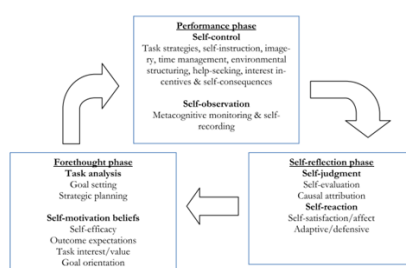 Performance phase
Self-control
Task strategies, self-instruction, image-
ry, time management, environmental
structuring, help-seeking, interest in-
centives & self-consequences
Self-observation
Metacognitive monitoring & self-
recording
Forethought phase
Task analysis
Goal setting
Strategic planning
Self-motivation beliefs
Self-efficacy
Outcome expectations
Task interest/value
Goal orientation
Self-reflection phase
Self-judgment
Self-evaluation
Causal attribution
Self-reaction
Self-satisfaction/affect
Adaptive/defensive